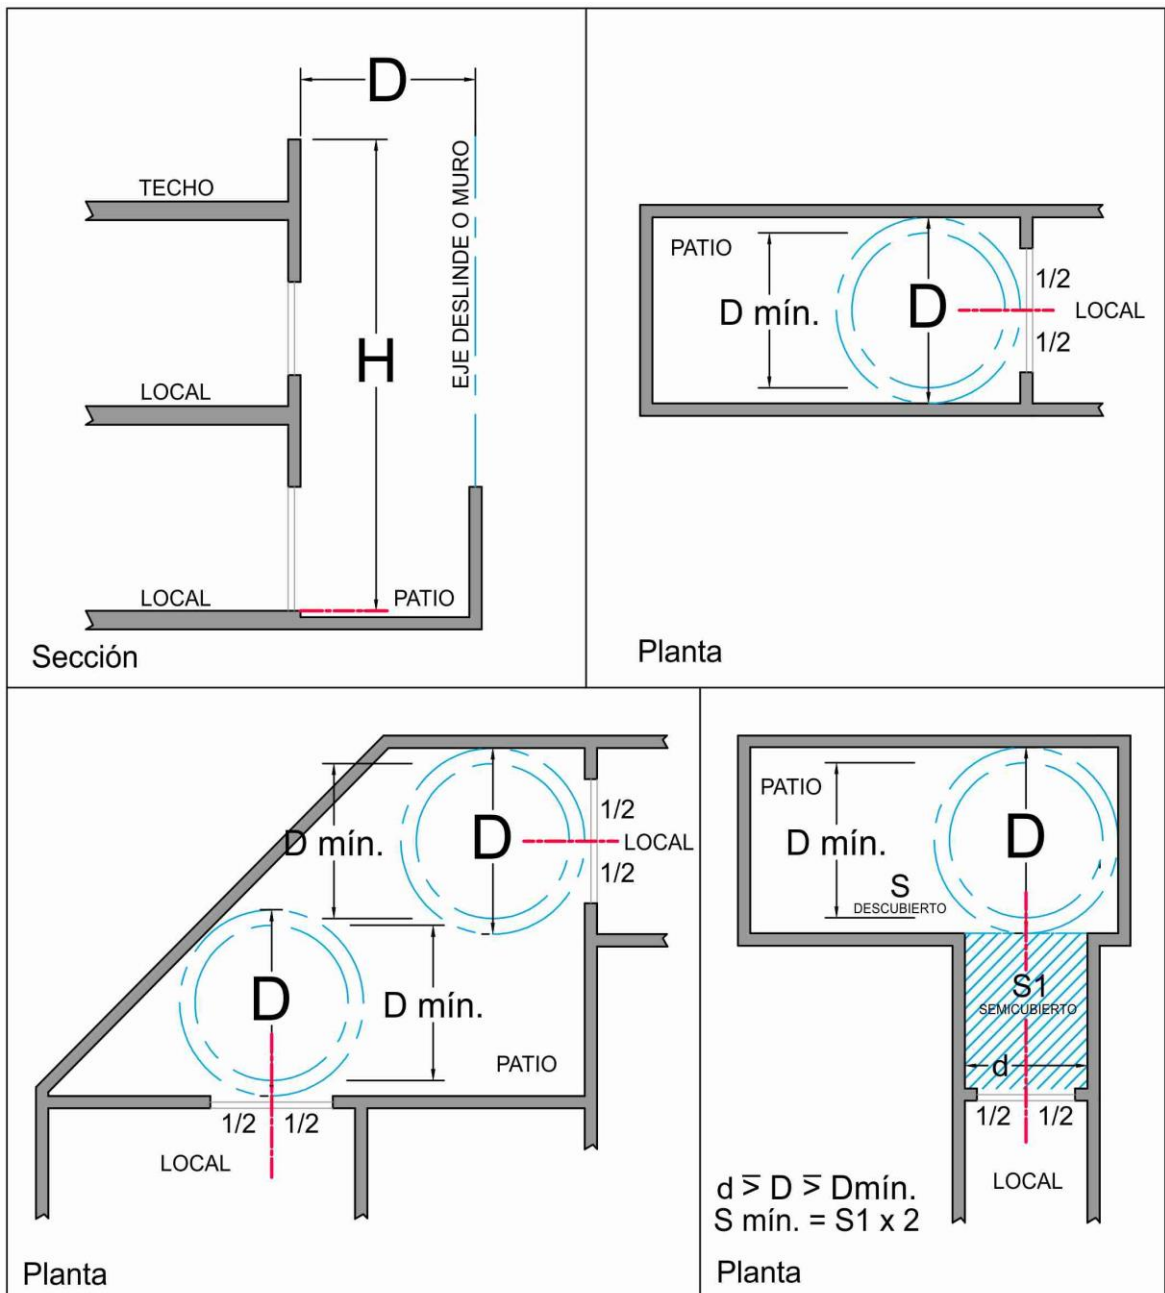 D
TECHO
EJE DESLINDE O MURO
H
LOCAL
LOCAL
PATIO
Sección
PATIO
D mín.
D
1/2
LOCAL
1/2
Planta
D mín.
D
1/2
LOCAL
1/2
D
D mín.
PATIO
1/2
1/2
LOCAL
Planta
PATIO
D mín.
D
S
DESCUBIERTO
S1
SEMICUBIERTO
d
1/2
1/2
LOCAL
d ⩾ D ⩾ Dmín.
S mín. = S1 x 2
Planta